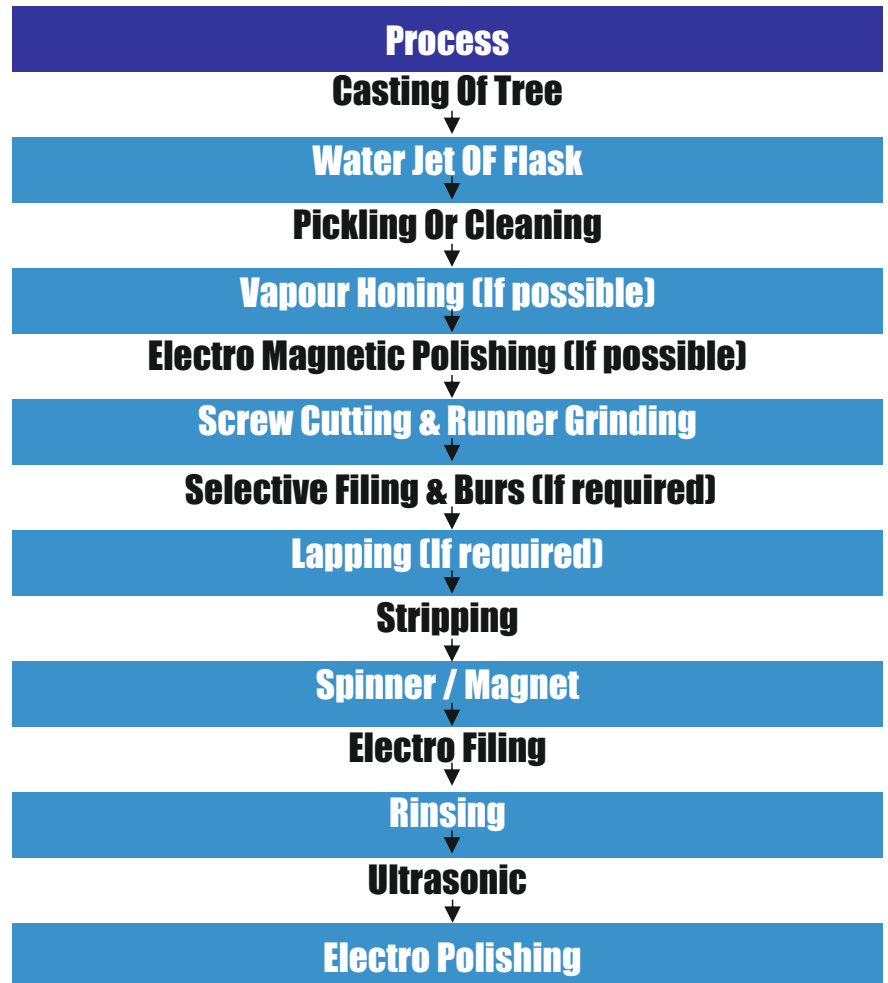 Process
Casting Of Tree
Water Jet OF Flask
Pickling Or Cleaning
Vapour Honing (If possible)
Electro Magnetic Polishing (If possible)
Screw Cutting & Runner Grinding
Selective Filing & Burs (If required)
Lapping (If required)
Stripping
Spinner / Magnet
Electro Filing
Rinsing
Ultrasonic
Electro Polishing